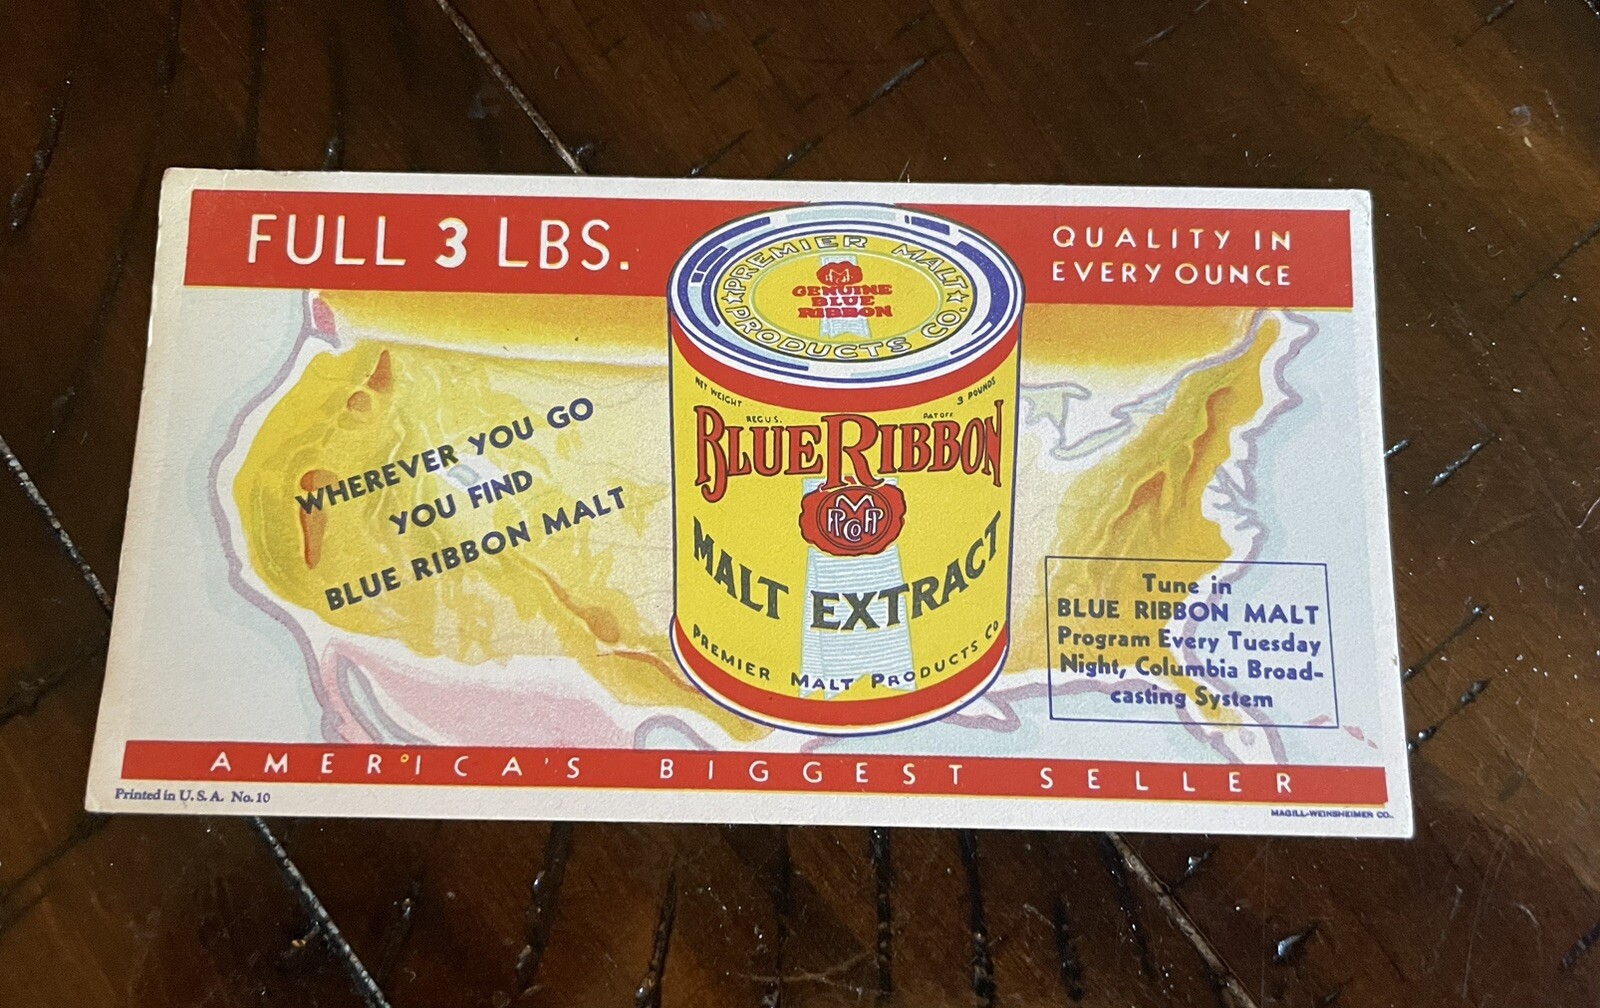 FULL 3 LBS.
QUALITY IN
EVERY OUNCE
PREMIER MALT
PRODUCTS CO.
GENUINE
BLUE
RIBBON
NET WEIGHT
3 POUNDS
REG U.S.
PAT OFF
BLUE RIBBON
PMPCo
MALT EXTRACT
PREMIER MALT PRODUCTS CO
WHEREVER YOU GO
YOU FIND
BLUE RIBBON MALT
Tune in
BLUE RIBBON MALT
Program Every Tuesday
Night, Columbia Broad-
casting System
AMERICA'S BIGGEST SELLER
Printed in U. S. A. No. 10
MAGILL-WEINSHEIMER CO.